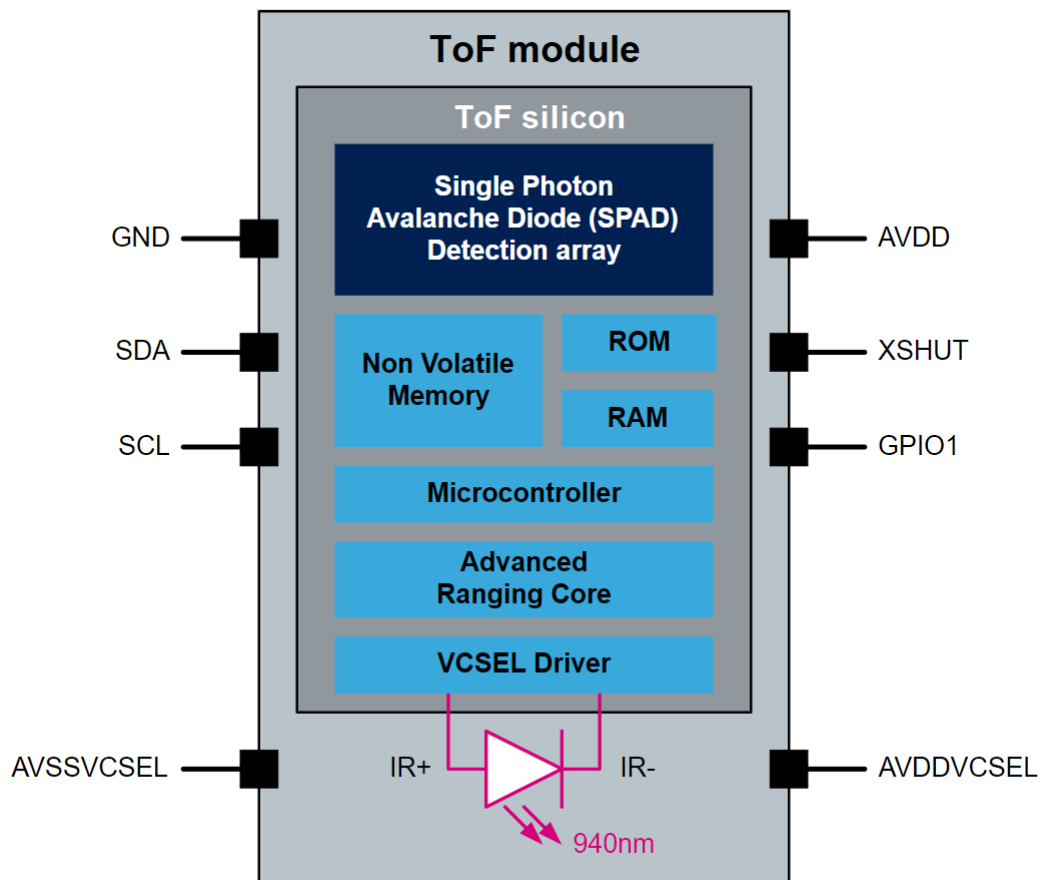 ToF module
ToF silicon
Single Photon
Avalanche Diode (SPAD)
Detection array
GND
AVDD
SDA
Non Volatile
Memory
ROM
XSHUT
RAM
SCL
GPIO1
Microcontroller
Advanced
Ranging Core
VCSEL Driver
AVSSVCSEL
IR+
IR-
AVDDVCSEL
940nm